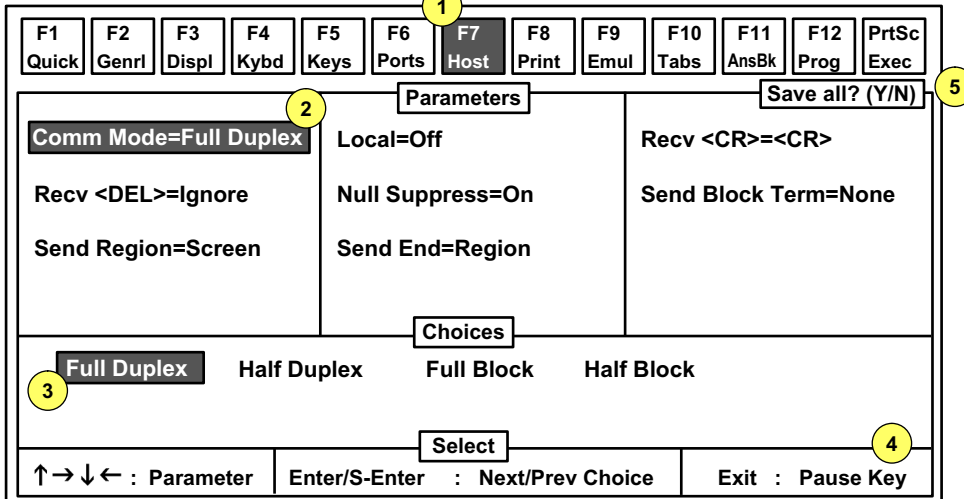 1
F1 F2 F3 F4 F5 F6 F7 F8 F9 F10 F11 F12 PrtSc
Quick Genrl Displ Kybd Keys Ports Host Print Emul Tabs AnsBk Prog Exec
Parameters Save all? (Y/N) 5
2
Comm Mode=Full Duplex Local=Off Recv <CR>=<CR>
Recv <DEL>=Ignore Null Suppress=On Send Block Term=None
Send Region=Screen Send End=Region
Choices
Full Duplex Half Duplex Full Block Half Block
3
Select 4
↑→↓← : Parameter Enter/S-Enter : Next/Prev Choice Exit : Pause Key